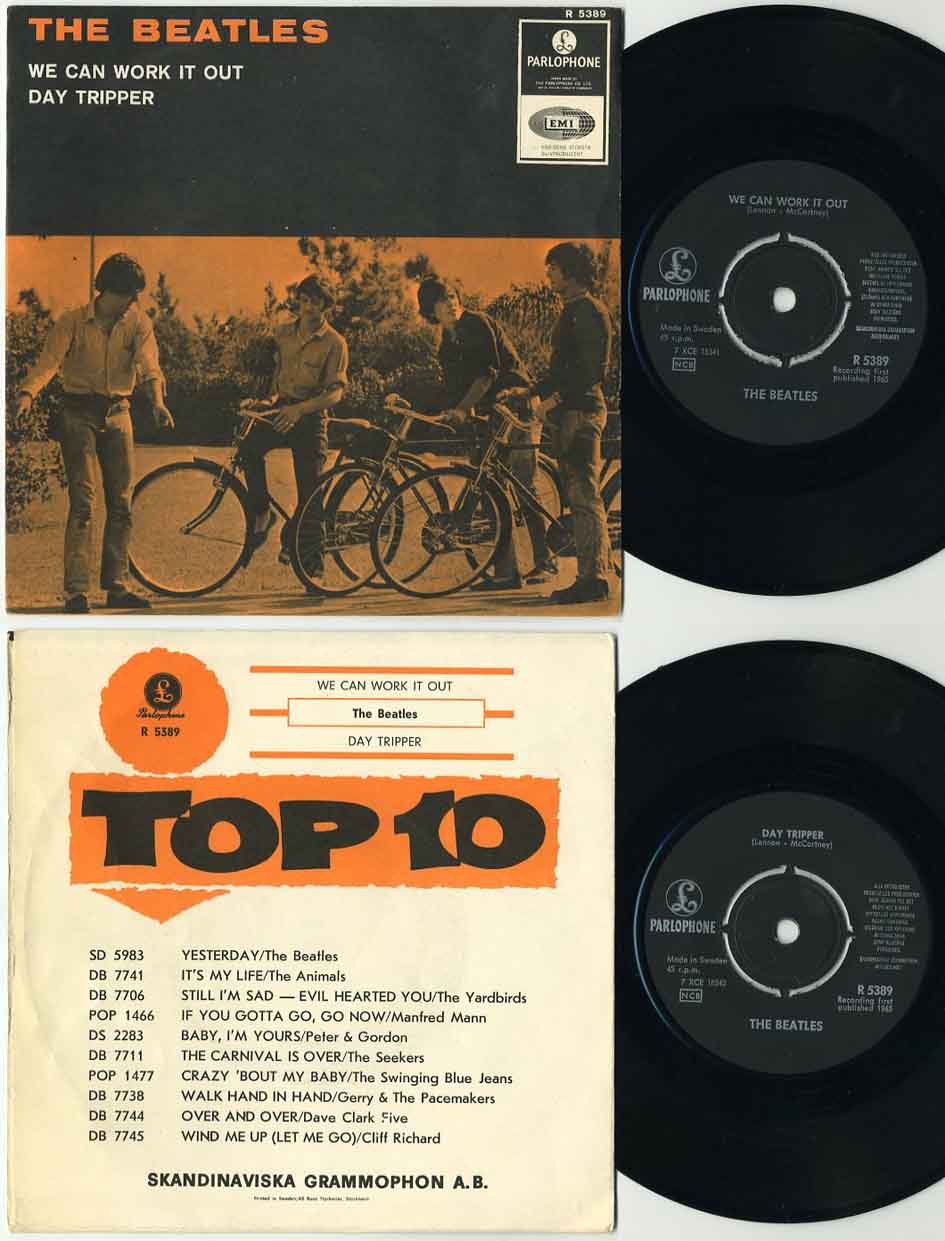 R 5389
THE BEATLES
WE CAN WORK IT OUT
DAY TRIPPER
£
PARLOPHONE
EMI
WE CAN WORK IT OUT
(Lennon - McCartney)
£
PARLOPHONE
Made in Sweden
45 r.p.m.
7 XCE
NCB
R 5389
Recording first
published 1965
THE BEATLES
£
Parlophone
R 5389
WE CAN WORK IT OUT
The Beatles
DAY TRIPPER
TOP 10
SD 5983 YESTERDAY/The Beatles
DB 7741 IT'S MY LIFE/The Animals
DB 7706 STILL I'M SAD — EVIL HEARTED YOU/The Yardbirds
POP 1466 IF YOU GOTTA GO, GO NOW/Manfred Mann
DS 2283 BABY, I'M YOURS/Peter & Gordon
DB 7711 THE CARNIVAL IS OVER/The Seekers
POP 1477 CRAZY 'BOUT MY BABY/The Swinging Blue Jeans
DB 7738 WALK HAND IN HAND/Gerry & The Pacemakers
DB 7744 OVER AND OVER/Dave Clark Five
DB 7745 WIND ME UP (LET ME GO)/Cliff Richard
SKANDINAVISKA GRAMMOPHON A.B.
Printed in Sweden
DAY TRIPPER
(Lennon - McCartney)
£
PARLOPHONE
Made in Sweden
45 r.p.m.
7 XCE
NCB
R 5389
Recording first
published 1965
THE BEATLES